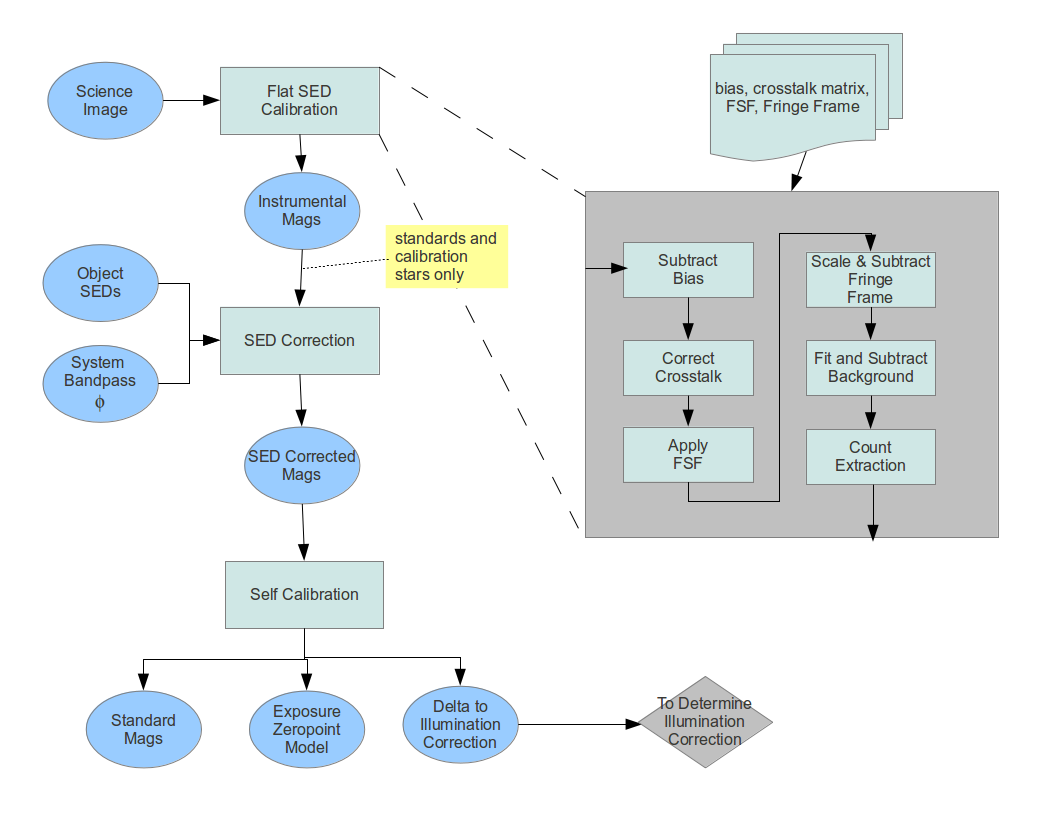 Science
Image
Flat SED
Calibration
bias, crosstalk matrix,
FSF, Fringe Frame
Instrumental
Mags
standards and
calibration
stars only
Object
SEDs
System
Bandpass
ϕ
SED Correction
SED Corrected
Mags
Self Calibration
Standard
Mags
Exposure
Zeropoint
Model
Delta to
Illumination
Correction
To Determine
Illumination
Correction
Subtract
Bias
Correct
Crosstalk
Apply
FSF
Scale & Subtract
Fringe
Frame
Fit and Subtract
Background
Count
Extraction